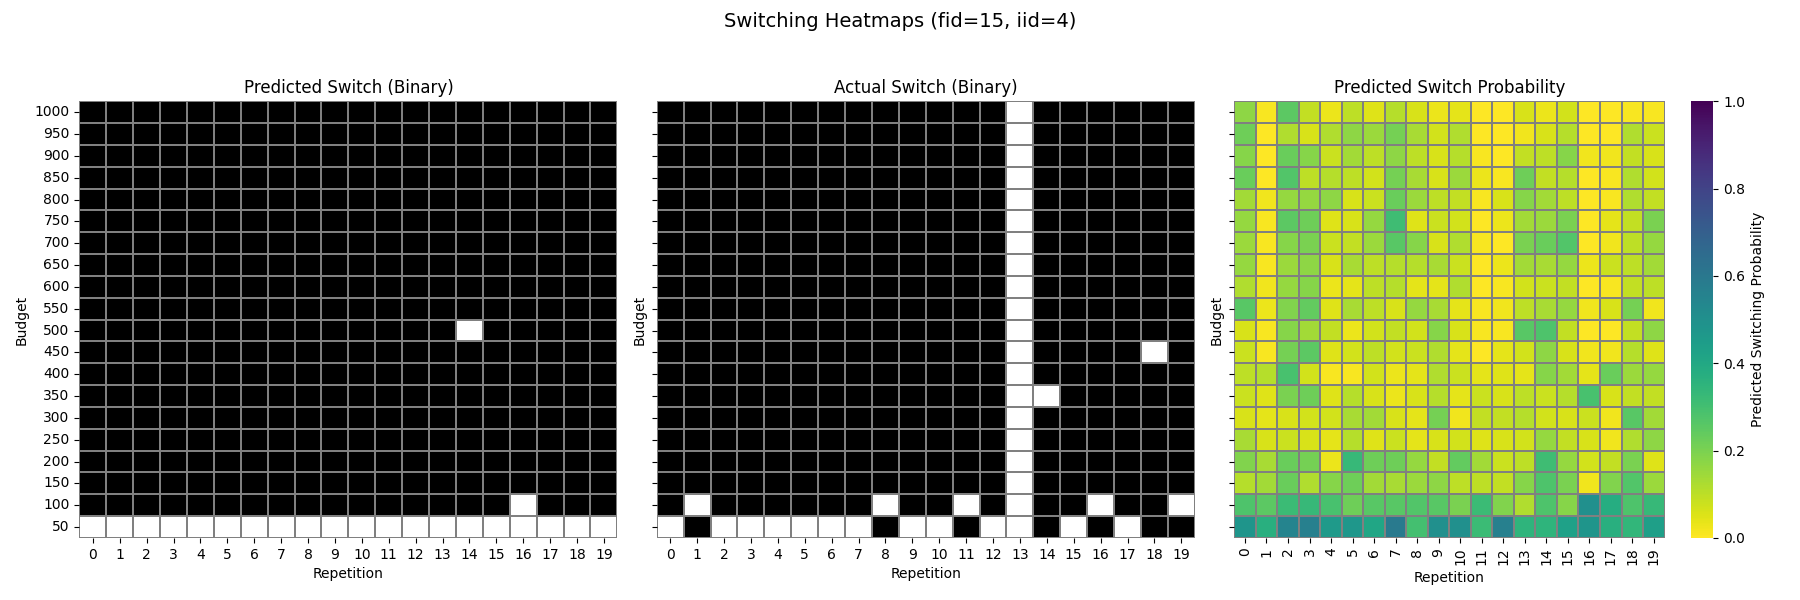 Switching Heatmaps (fid=15, iid=4)
Predicted Switch (Binary)
Budget
1000
950
900
850
800
750
700
650
600
550
500
450
400
350
300
250
200
150
100
50
0 1 2 3 4 5 6 7 8 9 10 11 12 13 14 15 16 17 18 19
Repetition
Actual Switch (Binary)
Budget
0 1 2 3 4 5 6 7 8 9 10 11 12 13 14 15 16 17 18 19
Repetition
Predicted Switch Probability
Budget
0 1 2 3 4 5 6 7 8 9 10 11 12 13 14 15 16 17 18 19
Repetition
1.0
0.8
0.6
0.4
0.2
0.0
Predicted Switching Probability